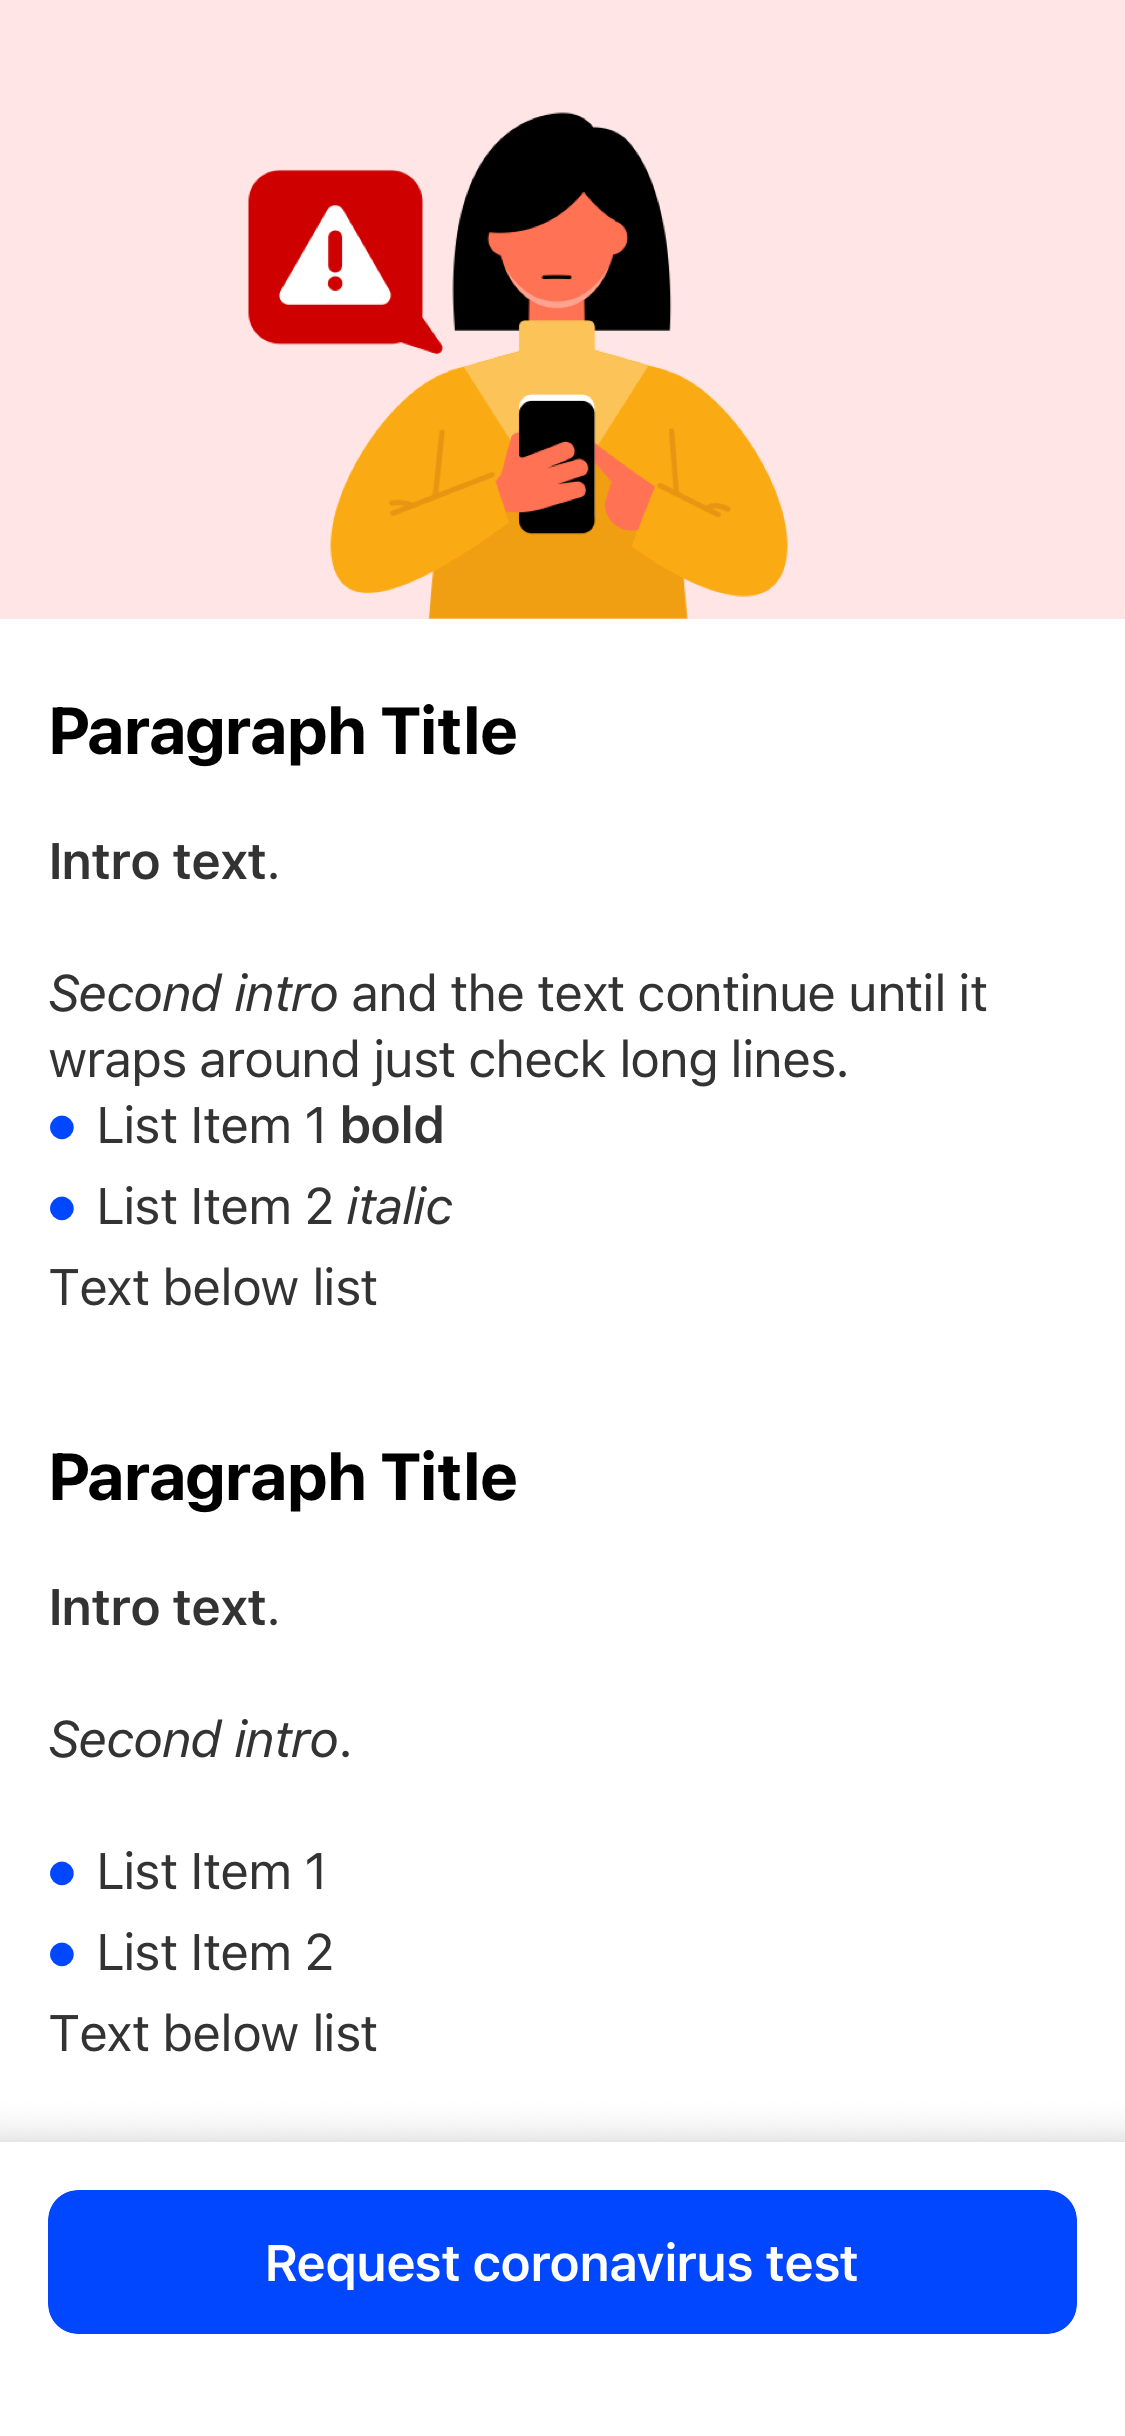 Paragraph Title
Intro text.
Second intro and the text continue until it
wraps around just check long lines.
List Item 1 bold
List Item 2 italic
Text below list
Paragraph Title
Intro text.
Second intro.
List Item 1
List Item 2
Text below list
Request coronavirus test